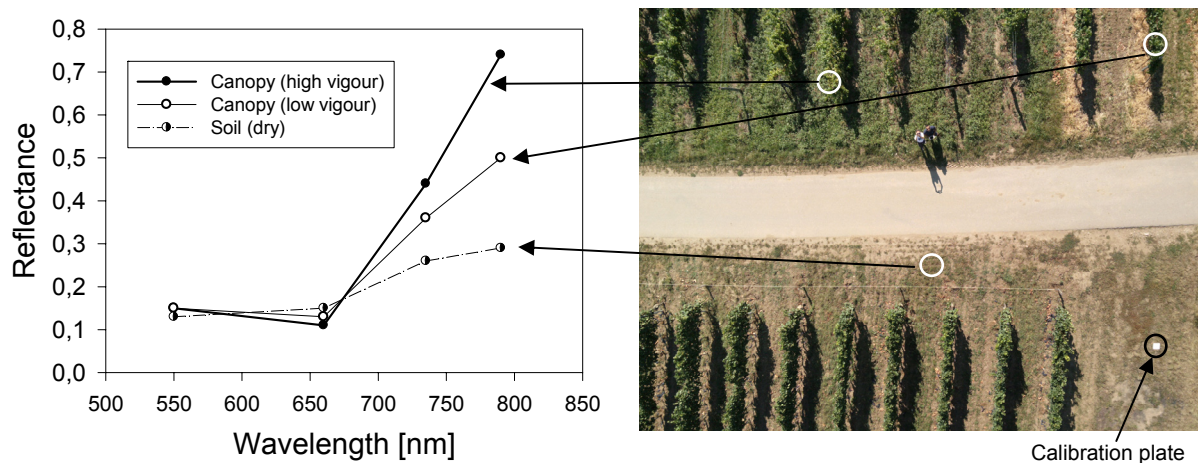 0,8
0,7
0,6
0,5
0,4
0,3
0,2
0,1
0,0
Reflectance
Canopy (high vigour)
Canopy (low vigour)
Soil (dry)
500 550 600 650 700 750 800 850
Wavelength [nm]
Calibration plate